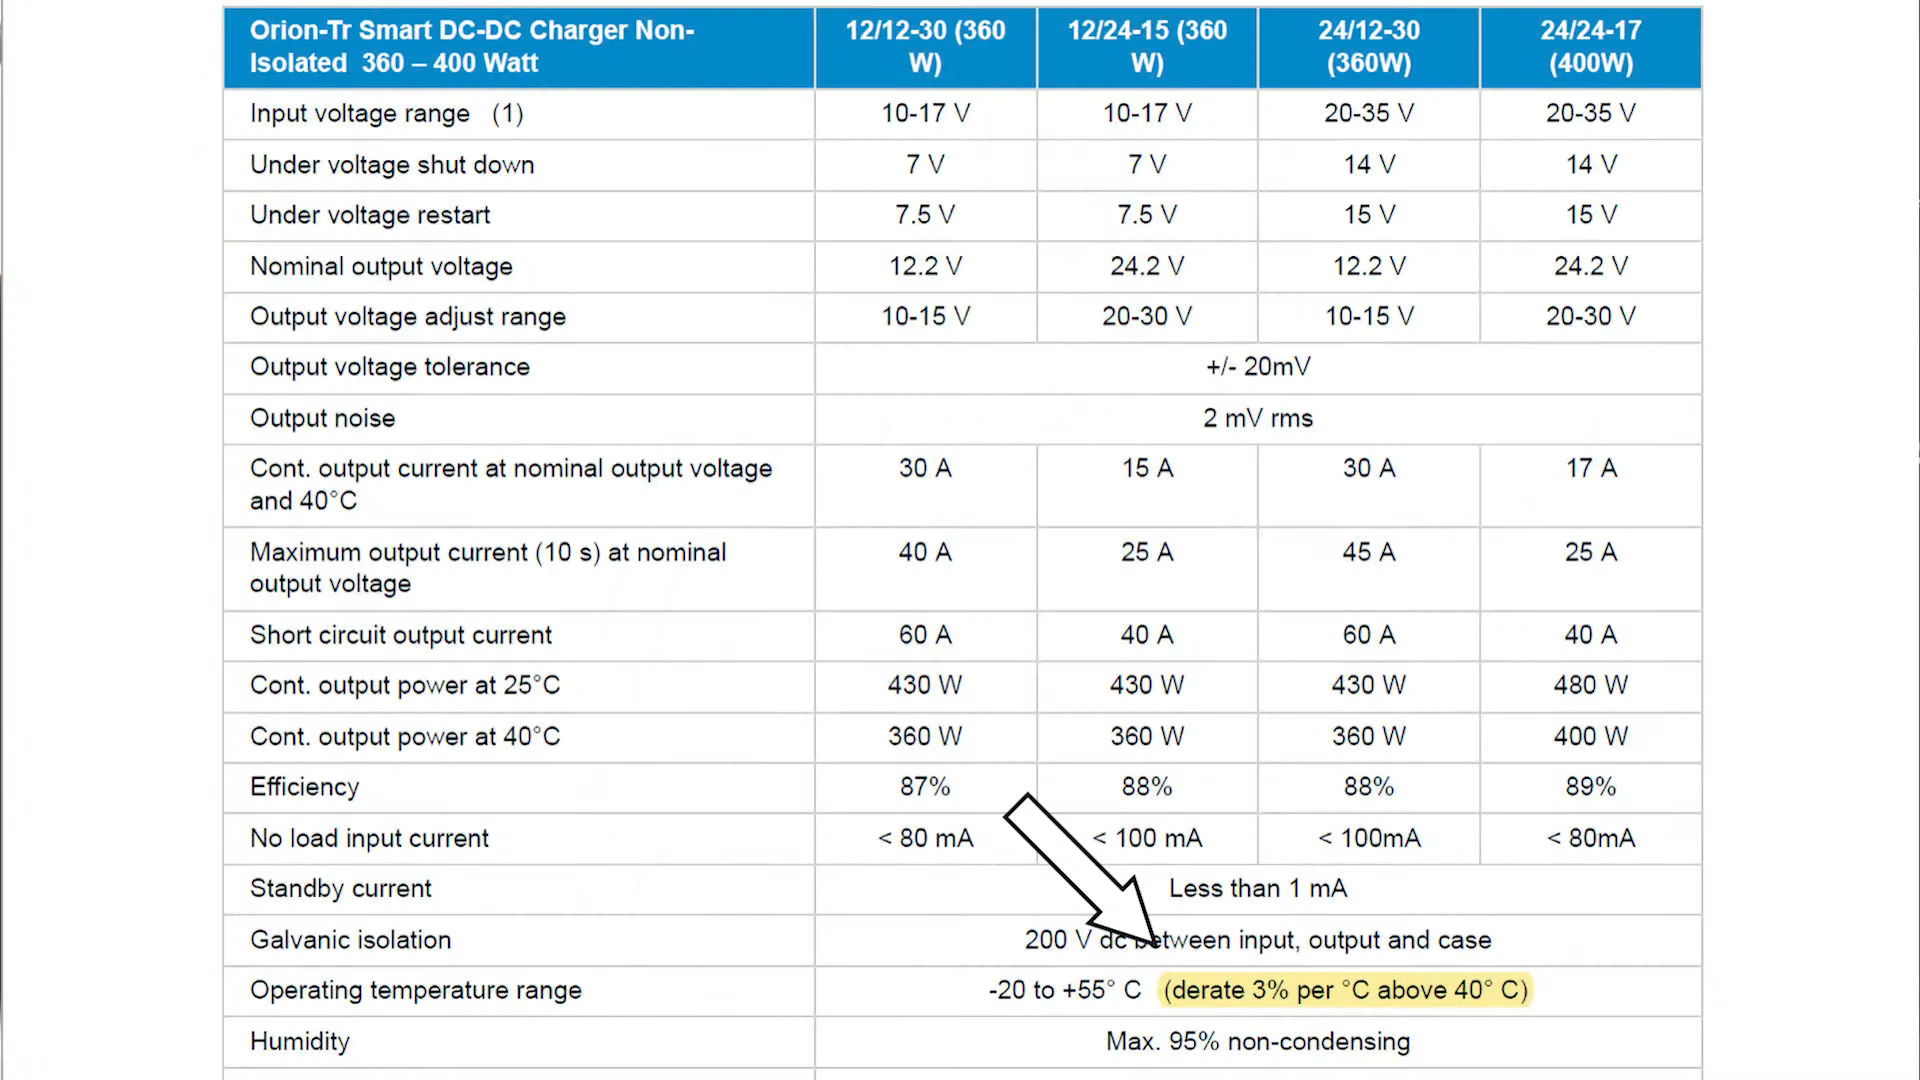 Orion-Tr Smart DC-DC Charger Non-
Isolated 360 – 400 Watt
12/12-30 (360
W)
12/24-15 (360
W)
24/12-30
(360W)
24/24-17
(400W)
Input voltage range (1) 10-17 V 10-17 V 20-35 V 20-35 V
Under voltage shut down 7 V 7 V 14 V 14 V
Under voltage restart 7.5 V 7.5 V 15 V 15 V
Nominal output voltage 12.2 V 24.2 V 12.2 V 24.2 V
Output voltage adjust range 10-15 V 20-30 V 10-15 V 20-30 V
Output voltage tolerance +/- 20mV
Output noise 2 mV rms
Cont. output current at nominal output voltage
and 40°C
30 A 15 A 30 A 17 A
Maximum output current (10 s) at nominal
output voltage
40 A 25 A 45 A 25 A
Short circuit output current 60 A 40 A 60 A 40 A
Cont. output power at 25°C 430 W 430 W 430 W 480 W
Cont. output power at 40°C 360 W 360 W 360 W 400 W
Efficiency 87% 88% 88% 89%
No load input current < 80 mA < 100 mA < 100mA < 80mA
Standby current Less than 1 mA
Galvanic isolation 200 V dc between input, output and case
Operating temperature range -20 to +55° C (derate 3% per °C above 40° C)
Humidity Max. 95% non-condensing